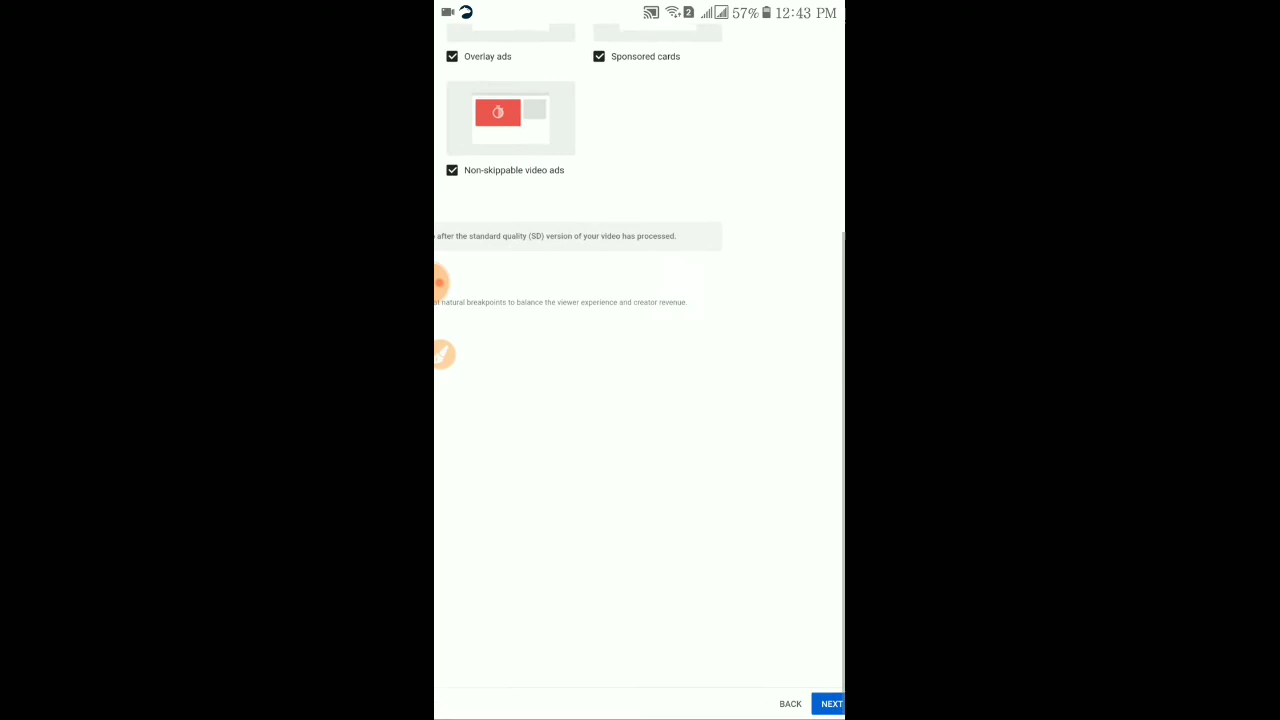 2 57% 12:43 PM
Overlay ads Sponsored cards
Non-skippable video ads
after the standard quality (SD) version of your video has processed.
natural breakpoints to balance the viewer experience and creator revenue.
BACK NEXT